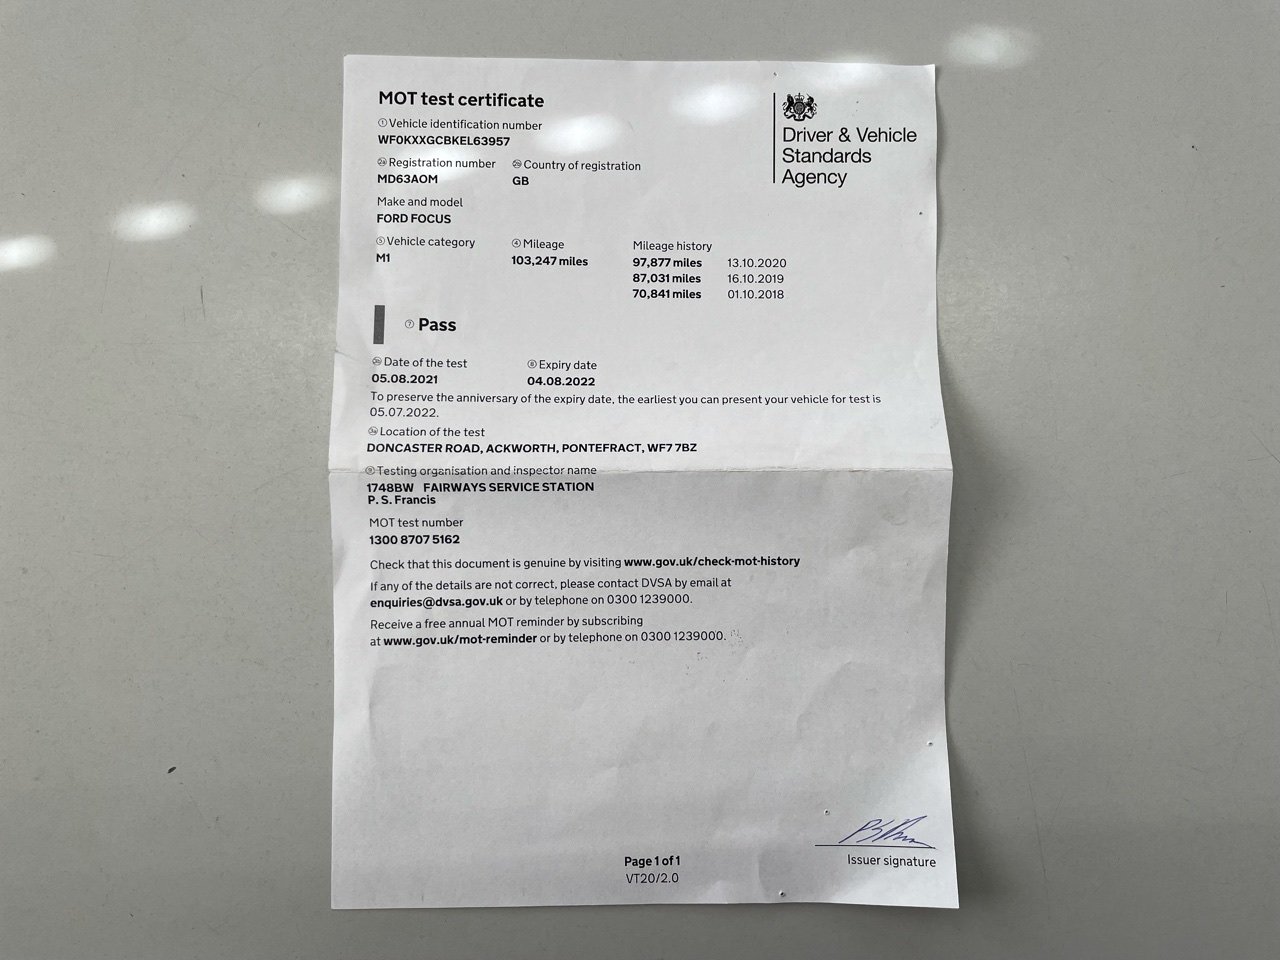 MOT test certificate
① Vehicle identification number
WF0KXXGCBKEL63957
Driver & Vehicle
Standards
Agency
Registration number Country of registration
MD63AOM GB
Make and model
FORD FOCUS
⑤ Vehicle category ④ Mileage Mileage history
M1 103,247 miles 97,877 miles 13.10.2020
87,031 miles 16.10.2019
70,841 miles 01.10.2018
⑦ Pass
Date of the test ⑧ Expiry date
05.08.2021 04.08.2022
To preserve the anniversary of the expiry date, the earliest you can present your vehicle for test is
05.07.2022.
Location of the test
DONCASTER ROAD, ACKWORTH, PONTEFRACT, WF7 7BZ
⑨ Testing organisation and inspector name
1748BW FAIRWAYS SERVICE STATION
P. S. Francis
MOT test number
1300 8707 5162
Check that this document is genuine by visiting www.gov.uk/check-mot-history
If any of the details are not correct, please contact DVSA by email at
enquiries@dvsa.gov.uk or by telephone on 0300 1239000.
Receive a free annual MOT reminder by subscribing
at www.gov.uk/mot-reminder or by telephone on 0300 1239000.
Issuer signature
Page 1 of 1
VT20/2.0